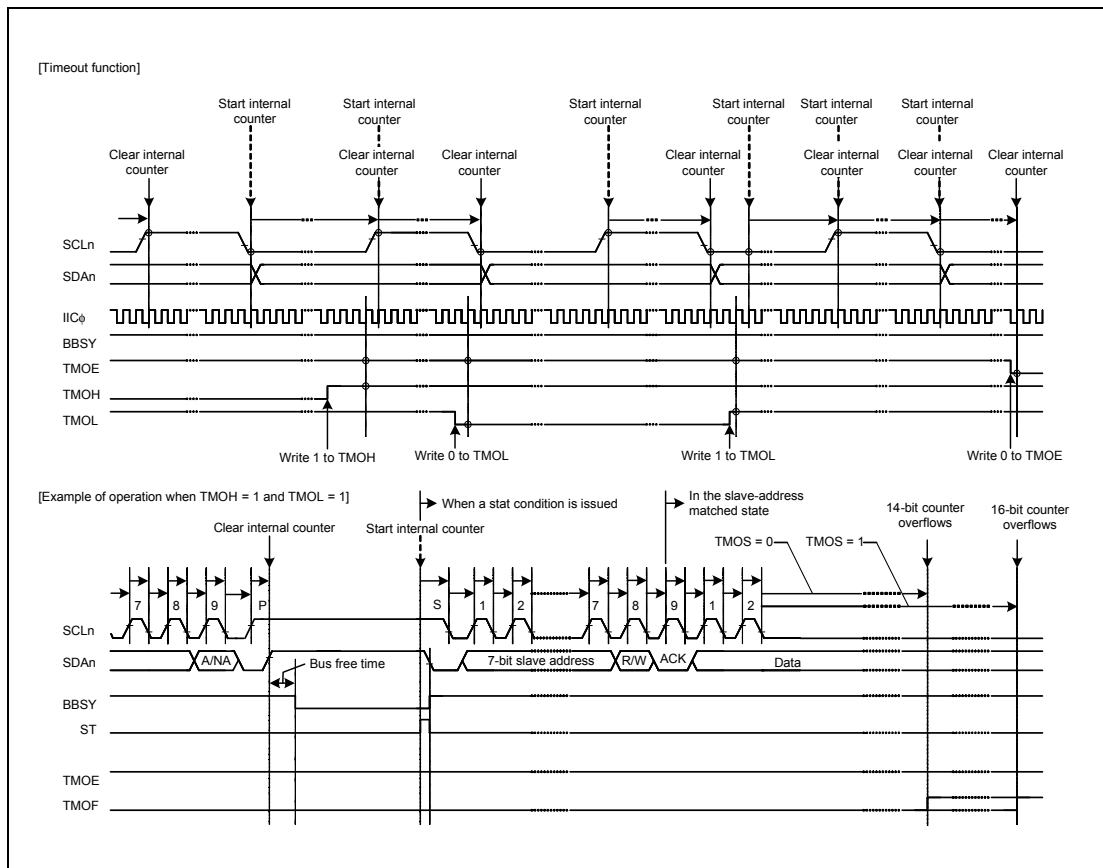 [Timeout function]
Start internal counter
Start internal counter
Start internal counter
Start internal counter
Start internal counter
Start internal counter
Clear internal counter
Clear internal counter
Clear internal counter
Clear internal counter
Clear internal counter
Clear internal counter
Clear internal counter
SCLn
SDAn
IICϕ
BBSY
TMOE
TMOH
TMOL
Write 1 to TMOH
Write 0 to TMOL
Write 1 to TMOL
Write 0 to TMOE
[Example of operation when TMOH = 1 and TMOL = 1]
When a stat condition is issued
In the slave-address matched state
Clear internal counter
Start internal counter
14-bit counter overflows
16-bit counter overflows
TMOS = 0
TMOS = 1
7 8 9 P S 1 2 7 8 9 1 2
SCLn
SDAn A/NA 7-bit slave address R/W ACK Data
Bus free time
BBSY
ST
TMOE
TMOF